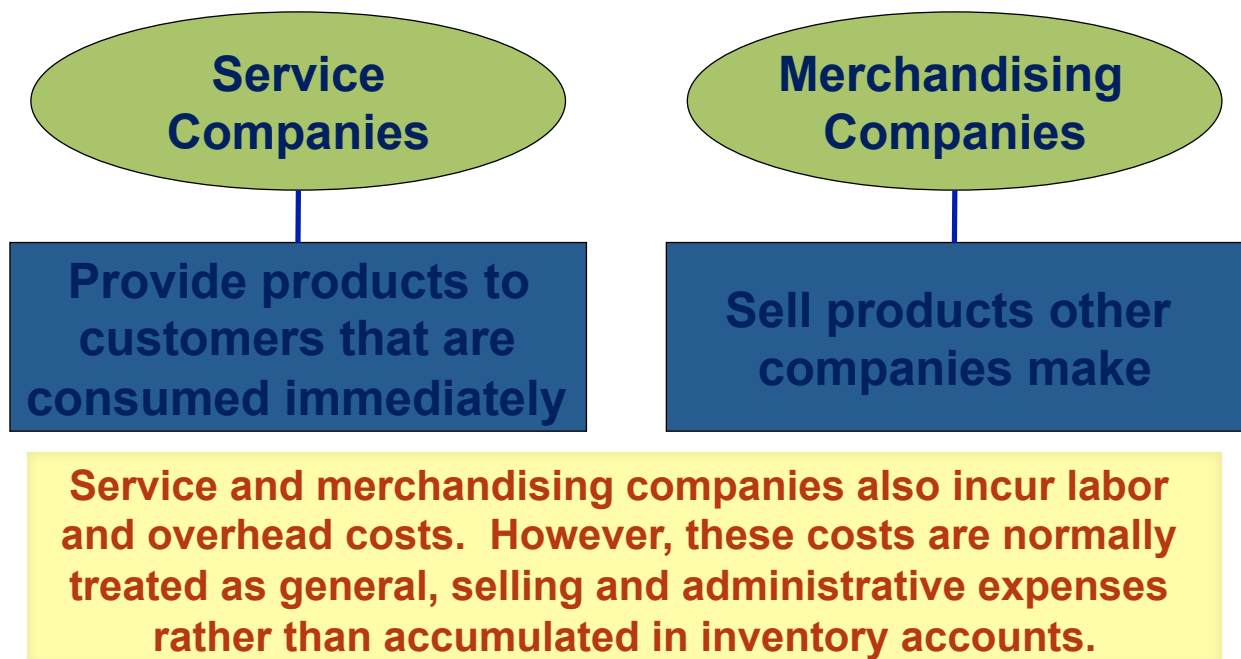 Service
Companies
Merchandising
Companies
Provide products to
customers that are
consumed immediately
Sell products other
companies make
Service and merchandising companies also incur labor
and overhead costs.  However, these costs are normally
treated as general, selling and administrative expenses
rather than accumulated in inventory accounts.